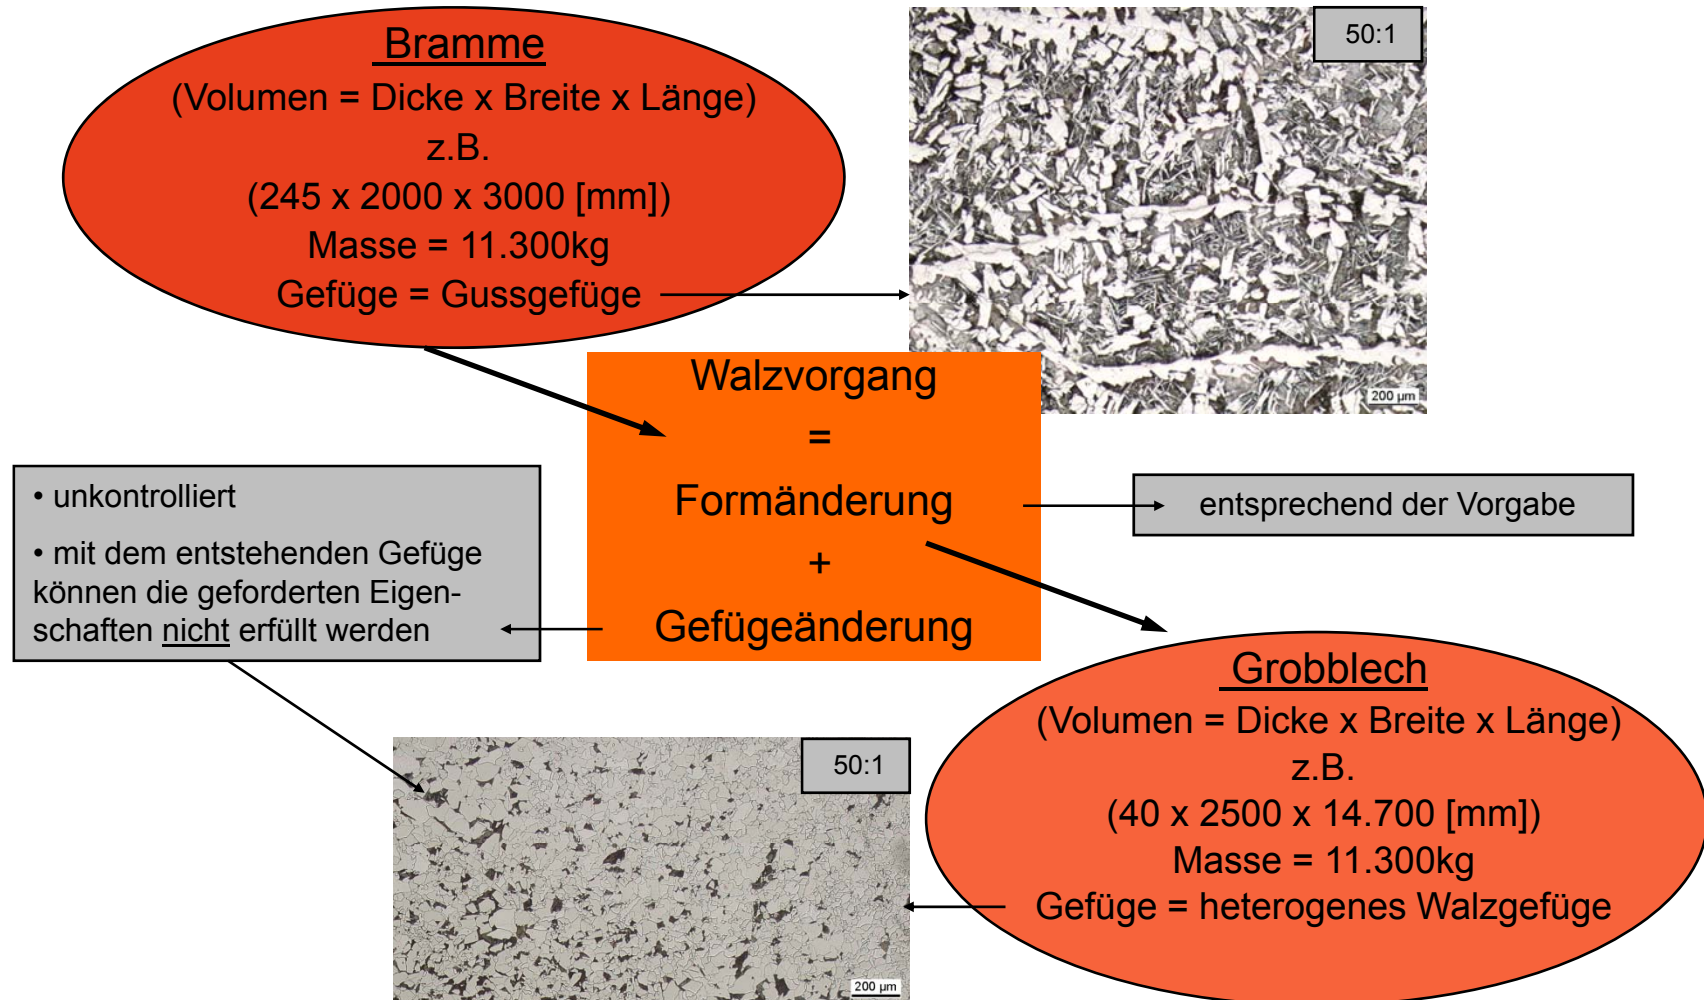 Bramme
(Volumen = Dicke x Breite x Länge)
z.B.
(245 x 2000 x 3000 [mm])
Masse = 11.300kg
Gefüge = Gussgefüge
50:1
200 µm
Walzvorgang
=
Formänderung
+
Gefügeänderung
• unkontrolliert
• mit dem entstehenden Gefüge
können die geforderten Eigen-
schaften nicht erfüllt werden
entsprechend der Vorgabe
50:1
200 µm
Grobblech
(Volumen = Dicke x Breite x Länge)
z.B.
(40 x 2500 x 14.700 [mm])
Masse = 11.300kg
Gefüge = heterogenes Walzgefüge